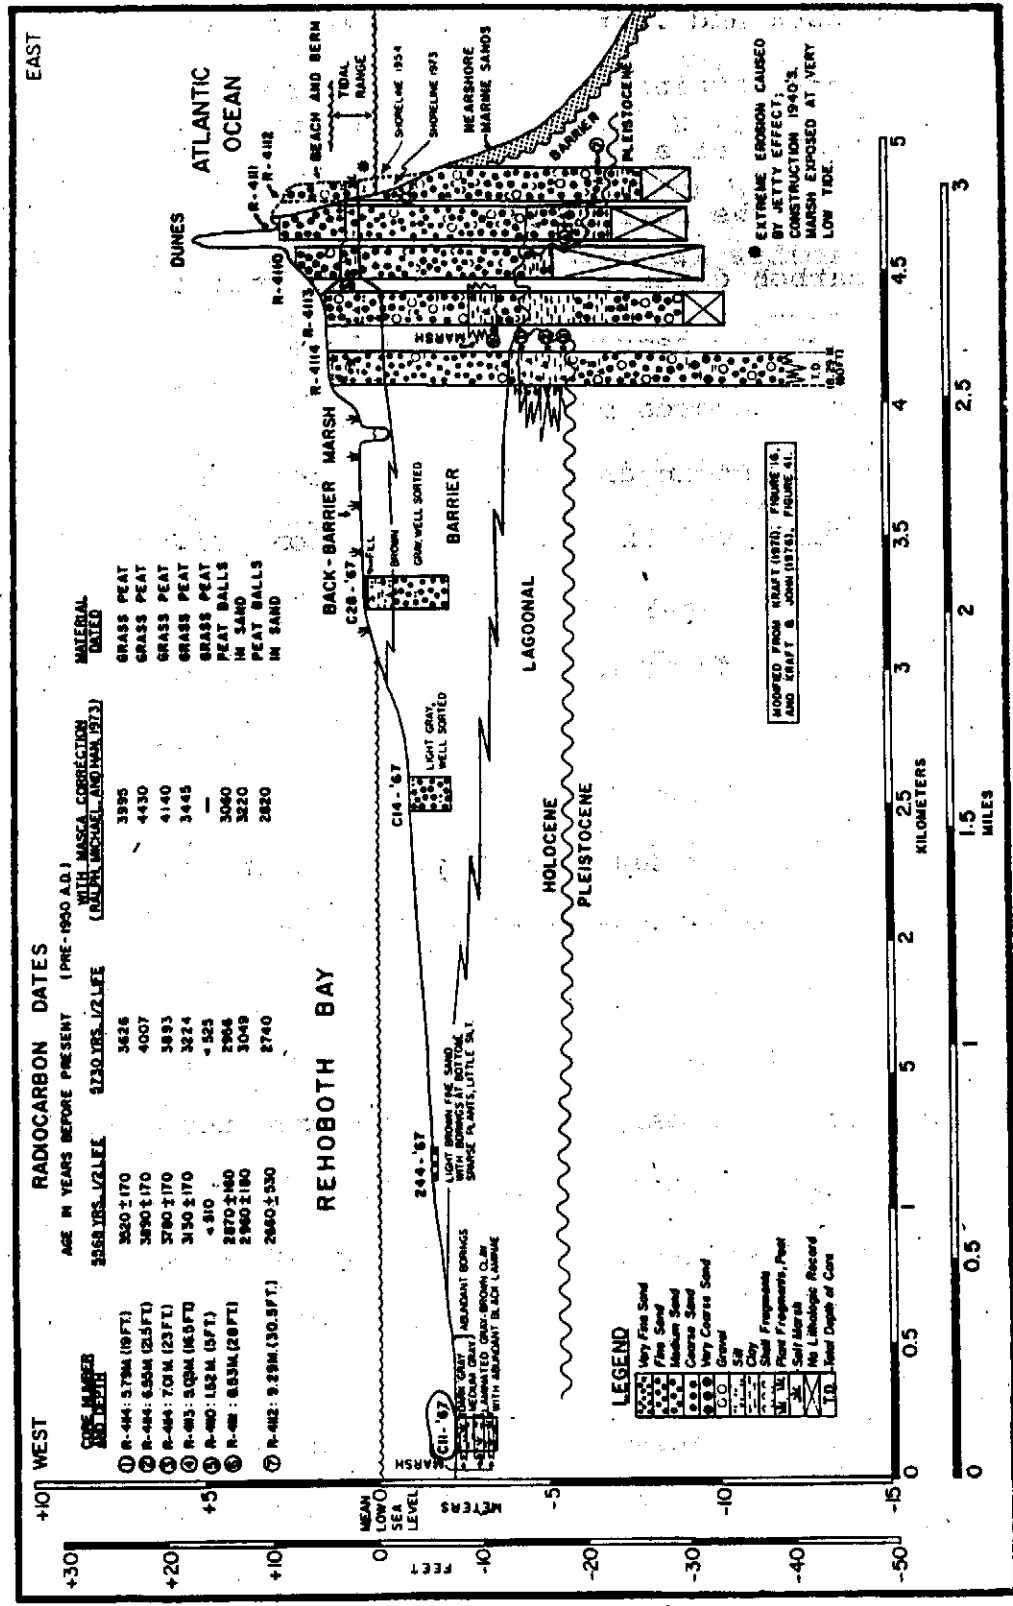 WEST
EAST
RADIOCARBON DATES
AGE IN YEARS BEFORE PRESENT (PRE-1950 A.D.)
CORE NUMBER AND DEPTH
5568 YRS. 1/2 LIFE
5730 YRS. 1/2 LIFE
WITH MASCA CORRECTION
(RALPH, MICHAEL, AND HAN, 1973)
MATERIAL DATED
① R-4114: 5.79M. (19FT.) 3520±170 3626 3995 GRASS PEAT
② R-4114: 6.55M. (21.5FT.) 3890±170 4007 4430 GRASS PEAT
③ R-4114: 7.01M. (23FT.) 3780±170 3893 4140 GRASS PEAT
④ R-4113: 5.03M. (16.5FT.) 3130±170 3224 3445 GRASS PEAT
⑤ R-4110: 1.52M. (5FT.) <510 <525 — GRASS PEAT
⑥ R-4112: 8.53M. (28FT.) 2870±160 2956 3060 PEAT BALLS
2960±180 3049 3220 IN SAND
⑦ R-4112: 9.29M. (30.5FT.) 2660±530 2740 2820 PEAT BALLS
IN SAND
ATLANTIC
OCEAN
DUNES
R-4111
R-4112
R-4110
R-4113
R-4114
BEACH AND BERM
TIDAL
RANGE
SHORELINE 1954
SHORELINE 1973
NEARSHORE
MARINE SANDS
BARRIER
PLEISTOCENE
EXTREME EROSION CAUSED
BY JETTY EFFECT;
CONSTRUCTION 1940'S.
MARSH EXPOSED AT VERY
LOW TIDE.
REHOBOTH BAY
BACK-BARRIER MARSH
C28-'67
FILL
BROWN
GRAY, WELL SORTED
BARRIER
MARSH
C14-'67
LIGHT GRAY,
WELL SORTED
LAGOONAL
HOLOCENE
PLEISTOCENE
244-'67
LIGHT BROWN FINE SAND
WITH BORINGS AT BOTTOM,
SPARSE PLANTS, LITTLE SILT.
MARSH
C11-'67
DARK GRAY
MEDIUM GRAY
ABUNDANT BORINGS
LAMINATED GRAY-BROWN CLAY
WITH ABUNDANT BLACK LAMINAE
T.D.
18.29 M.
(60FT)
MODIFIED FROM KRAFT (1971), FIGURE 16,
AND KRAFT & JOHN (1976), FIGURE 41.
LEGEND
Very Fine Sand
Fine Sand
Medium Sand
Coarse Sand
Very Coarse Sand
Gravel
Silt
Clay
Shell Fragments
Plant Fragments, Peat
Salt Marsh
No Lithologic Record
T.D. Total Depth of Core
+10
+5
MEAN
LOW 0
SEA
LEVEL
METERS
-5
-10
-15
+30
+20
+10
0
FEET
-10
-20
-30
-40
-50
0 0.5 1 5 2 2.5 3 3.5 4 4.5 5
KILOMETERS
0 0.5 1 1.5 2 2.5 3
MILES